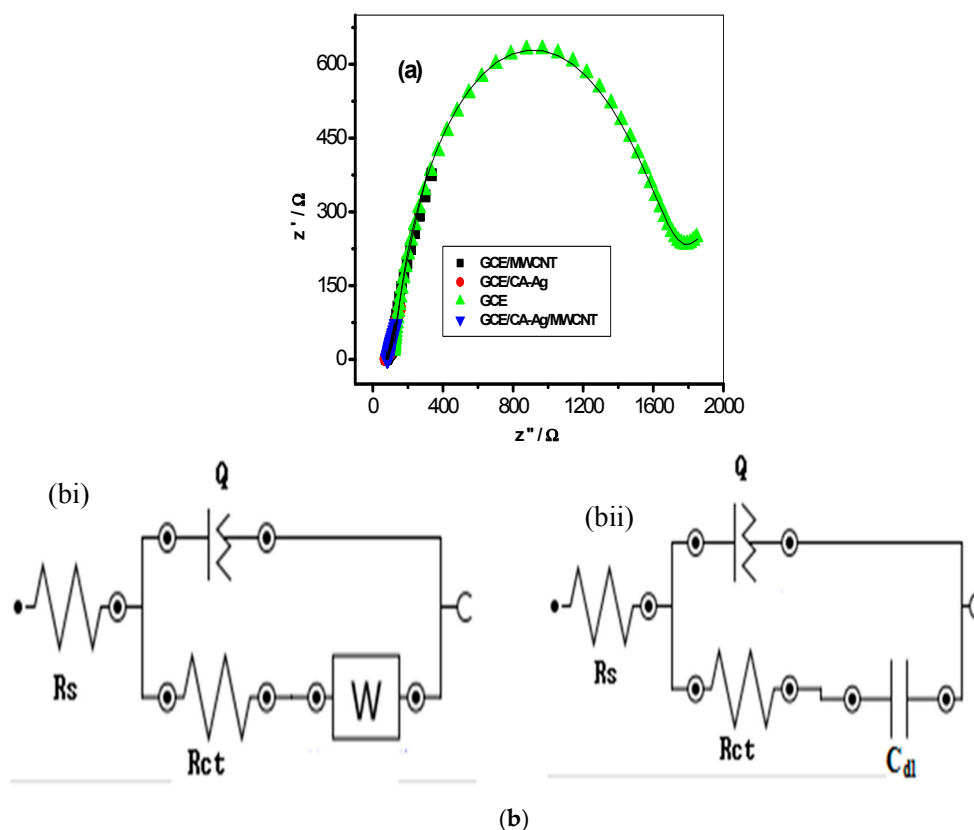 (a)
600
450
300
150
0
z ' / Ω
GCE/MWCNT
GCE/CA-Ag
GCE
GCE/CA-Ag/MWCNT
0 400 800 1200 1600 2000
z '' / Ω
(bi)
Q
Rs
Rct
W
(bii)
Q
Rs
Rct
Cdl
(b)